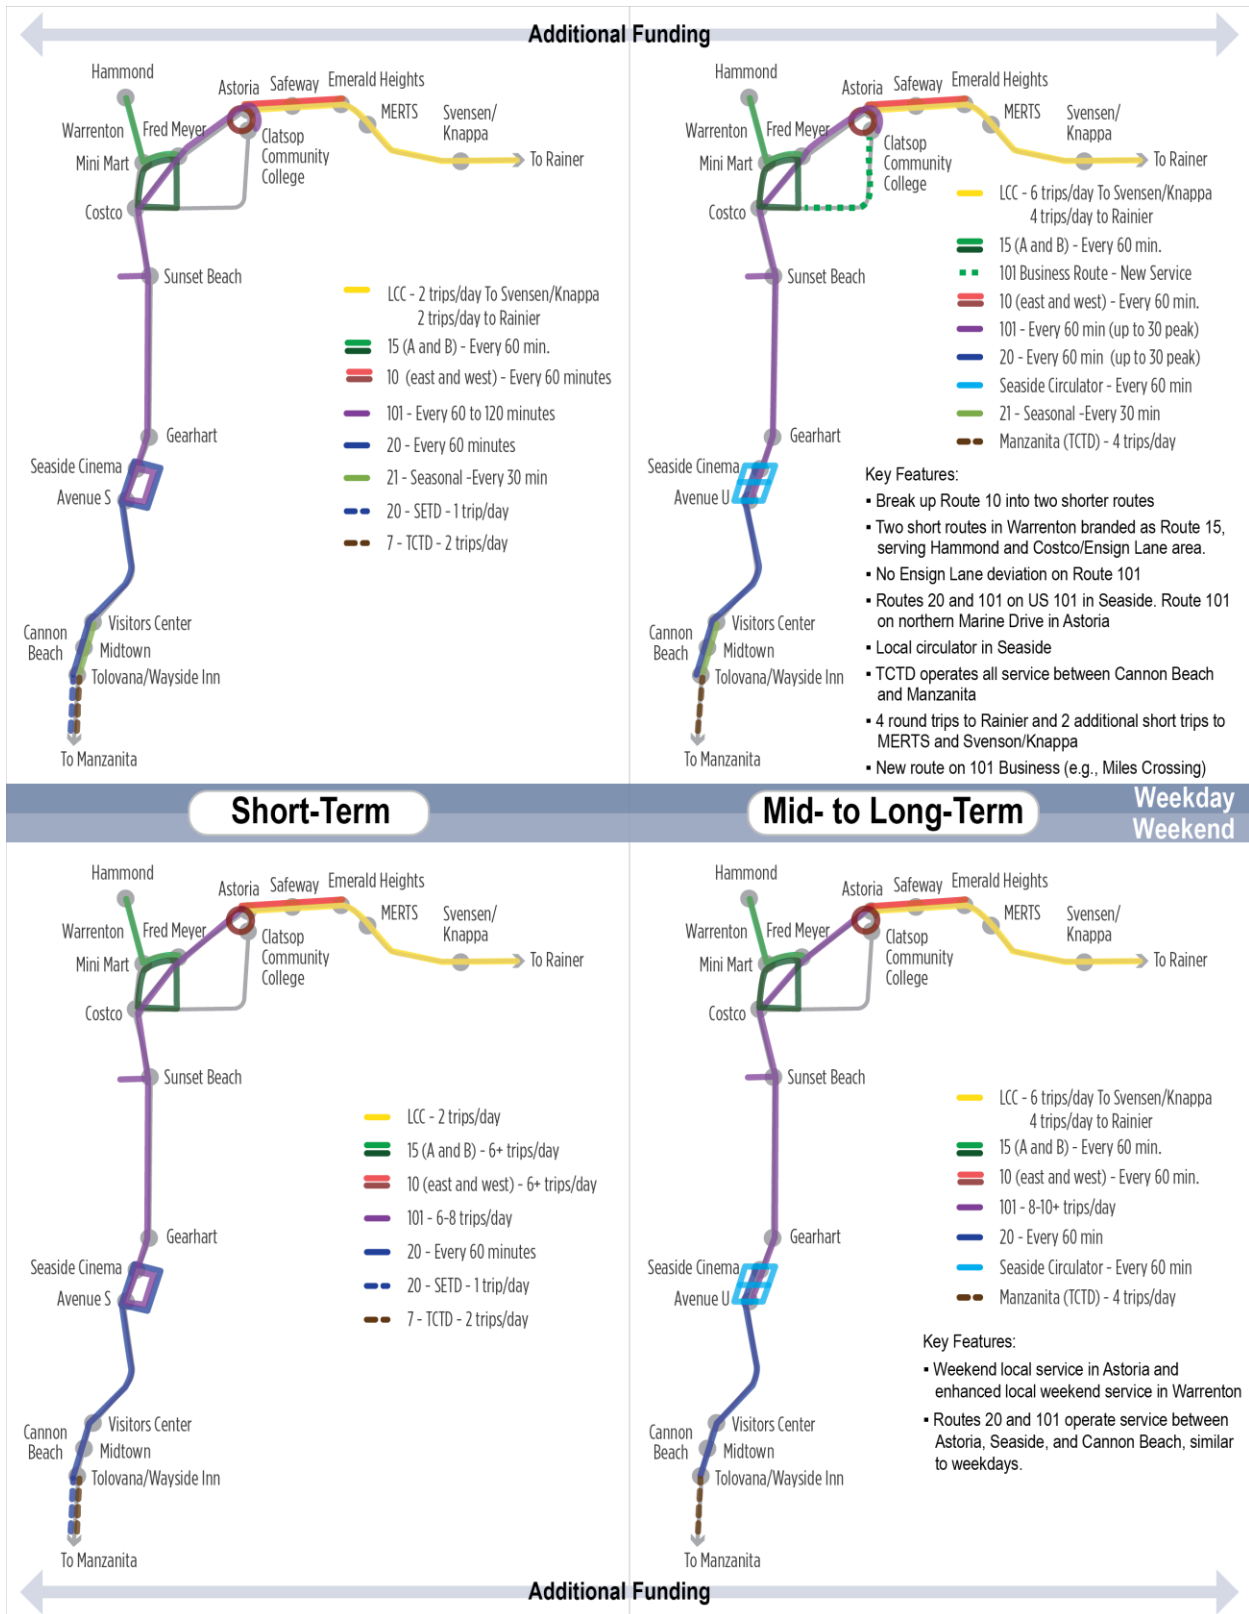 Additional Funding
Hammond
Astoria
Safeway
Emerald Heights
MERTS
Svensen/
Knappa
To Rainer
Warrenton
Fred Meyer
Mini Mart
Clatsop
Community
College
Costco
Sunset Beach
LCC - 2 trips/day To Svensen/Knappa
2 trips/day to Rainier
15 (A and B) - Every 60 min.
10 (east and west) - Every 60 minutes
101 - Every 60 to 120 minutes
20 - Every 60 minutes
21 - Seasonal -Every 30 min
20 - SETD - 1 trip/day
7 - TCTD - 2 trips/day
Gearhart
Seaside Cinema
Avenue S
Visitors Center
Cannon
Beach
Midtown
Tolovana/Wayside Inn
To Manzanita
Hammond
Astoria
Safeway
Emerald Heights
MERTS
Svensen/
Knappa
To Rainier
Warrenton
Fred Meyer
Mini Mart
Clatsop
Community
College
Costco
Sunset Beach
LCC - 6 trips/day To Svensen/Knappa
4 trips/day to Rainier
15 (A and B) - Every 60 min.
101 Business Route - New Service
10 (east and west) - Every 60 min.
101 - Every 60 min (up to 30 peak)
20 - Every 60 min (up to 30 peak)
Seaside Circulator - Every 60 min
21 - Seasonal -Every 30 min
Manzanita (TCTD) - 4 trips/day
Gearhart
Seaside Cinema
Avenue U
Visitors Center
Cannon
Beach
Midtown
Tolovana/Wayside Inn
To Manzanita
Key Features:
▪ Break up Route 10 into two shorter routes
▪ Two short routes in Warrenton branded as Route 15,
serving Hammond and Costco/Ensign Lane area.
▪ No Ensign Lane deviation on Route 101
▪ Routes 20 and 101 on US 101 in Seaside. Route 101
on northern Marine Drive in Astoria
▪ Local circulator in Seaside
▪ TCTD operates all service between Cannon Beach
and Manzanita
▪ 4 round trips to Rainier and 2 additional short trips to
MERTS and Svenson/Knappa
▪ New route on 101 Business (e.g., Miles Crossing)
Short-Term
Mid- to Long-Term
Weekday
Weekend
Hammond
Astoria
Safeway
Emerald Heights
MERTS
Svensen/
Knappa
To Rainer
Warrenton
Fred Meyer
Mini Mart
Clatsop
Community
College
Costco
Sunset Beach
LCC - 2 trips/day
15 (A and B) - 6+ trips/day
10 (east and west) - 6+ trips/day
101 - 6-8 trips/day
20 - Every 60 minutes
20 - SETD - 1 trip/day
7 - TCTD - 2 trips/day
Gearhart
Seaside Cinema
Avenue S
Visitors Center
Cannon
Beach
Midtown
Tolovana/Wayside Inn
To Manzanita
Hammond
Astoria
Safeway
Emerald Heights
MERTS
Svensen/
Knappa
To Rainer
Warrenton
Fred Meyer
Mini Mart
Clatsop
Community
College
Costco
Sunset Beach
LCC - 6 trips/day To Svensen/Knappa
4 trips/day to Rainier
15 (A and B) - Every 60 min.
10 (east and west) - Every 60 min.
101 - 8-10+ trips/day
20 - Every 60 min
Seaside Circulator - Every 60 min
Manzanita (TCTD) - 4 trips/day
Gearhart
Seaside Cinema
Avenue U
Visitors Center
Cannon
Beach
Midtown
Tolovana/Wayside Inn
To Manzanita
Key Features:
▪ Weekend local service in Astoria and
enhanced local weekend service in Warrenton
▪ Routes 20 and 101 operate service between
Astoria, Seaside, and Cannon Beach, similar
to weekdays.
Additional Funding